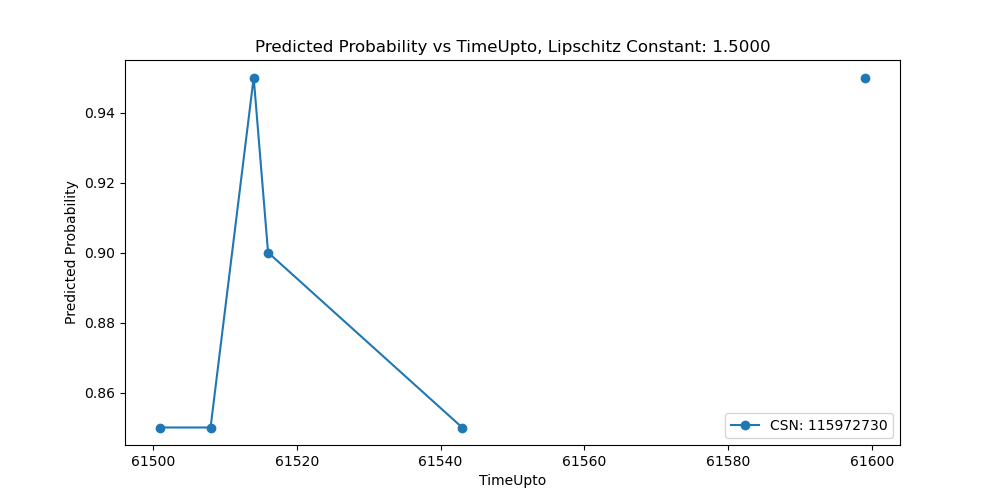 Predicted Probability vs TimeUpto, Lipschitz Constant: 1.5000
Predicted Probability
0.94
0.92
0.90
0.88
0.86
CSN: 115972730
61500 61520 61540 61560 61580 61600
TimeUpto